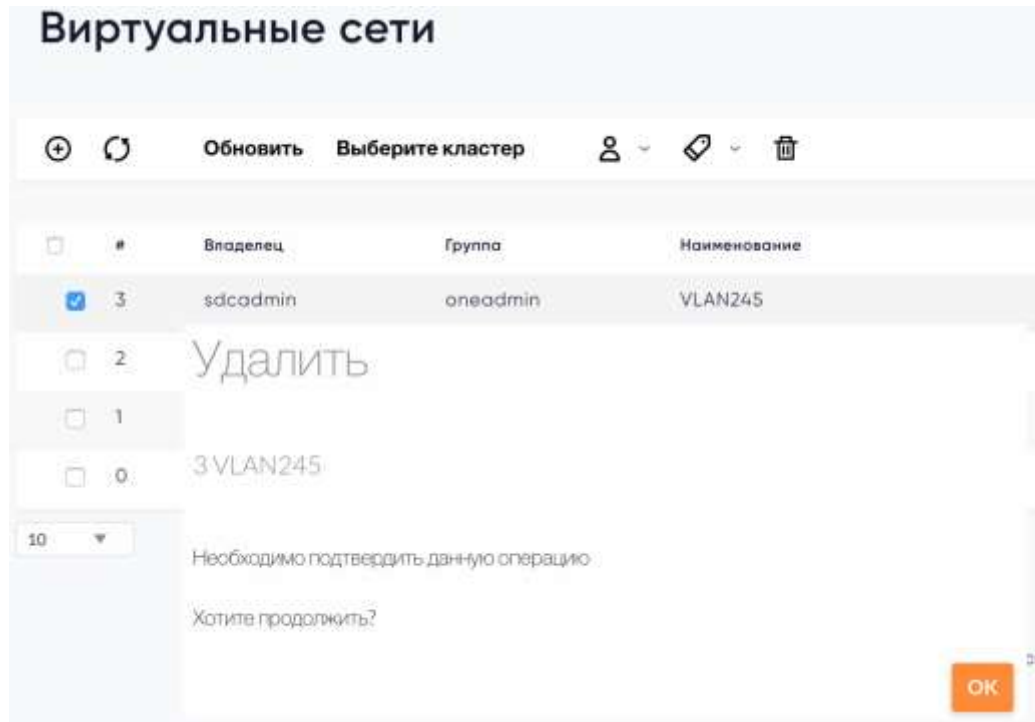 Виртуальные сети
Обновить Выберите кластер
# Владелец Группа Наименование
3 sdcadmin oneadmin VLAN245
2
Удалить
1
3 VLAN245
0
10
Необходимо подтвердить данную операцию
Хотите продолжить?
ОК